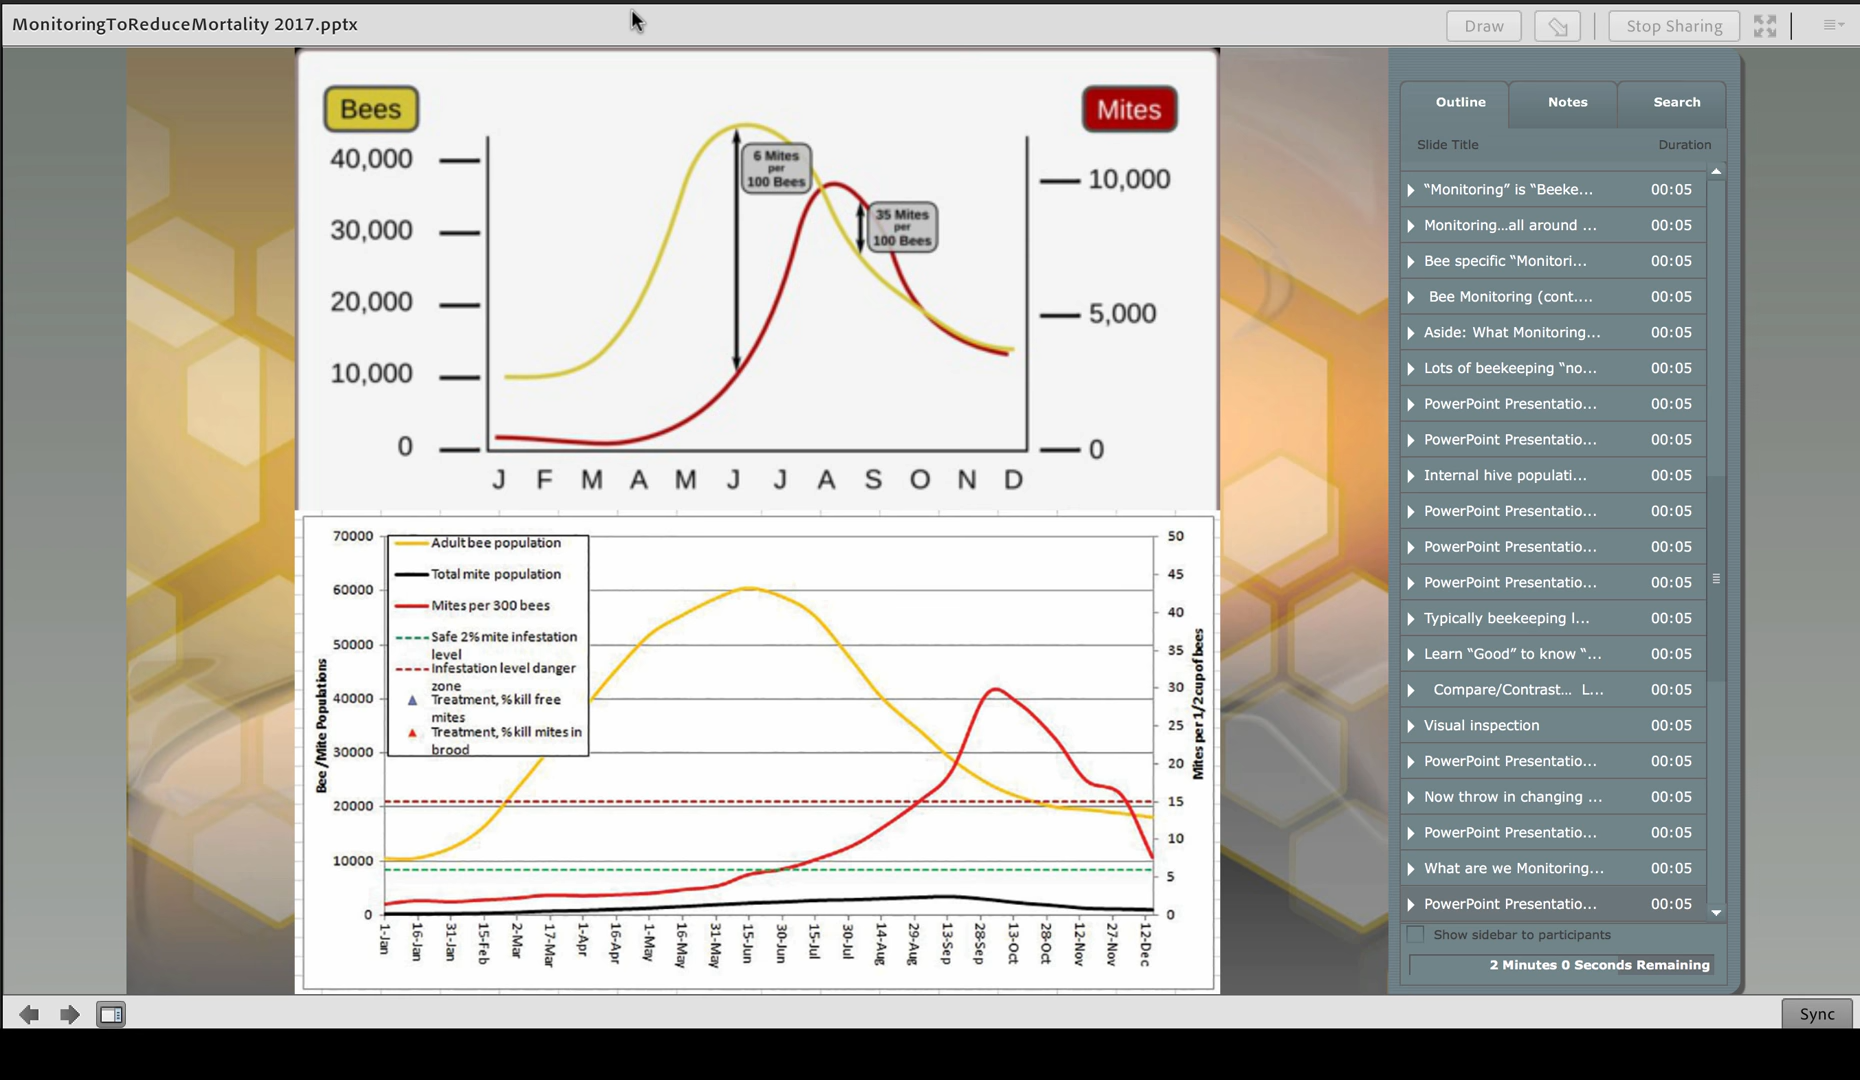 MonitoringToReduceMortality 2017.pptx
Draw
Stop Sharing
Bees
Mites
40,000
30,000
20,000
10,000
0
6 Mites
per
100 Bees
35 Mites
per
100 Bees
10,000
5,000
0
J F M A M J J A S O N D
70000
60000
50000
40000
30000
20000
10000
0
Bee /Mite Populations
Adult bee population
Total mite population
Mites per 300 bees
Safe 2% mite infestation
level
Infestation level danger
zone
Treatment, % kill free
mites
Treatment, % kill mites in
brood
50
45
40
35
30
25
20
15
10
5
0
Mites per 1/2 cup of bees
1-Jan
16-Jan
31-Jan
15-Feb
2-Mar
17-Mar
1-Apr
16-Apr
1-May
16-May
31-May
15-Jun
30-Jun
15-Jul
30-Jul
14-Aug
29-Aug
13-Sep
28-Sep
13-Oct
28-Oct
12-Nov
27-Nov
12-Dec
Outline Notes Search
Slide Title Duration
“Monitoring” is “Beeke... 00:05
Monitoring...all around ... 00:05
Bee specific “Monitori... 00:05
Bee Monitoring (cont.... 00:05
Aside: What Monitoring... 00:05
Lots of beekeeping “no... 00:05
PowerPoint Presentatio... 00:05
PowerPoint Presentatio... 00:05
Internal hive populati... 00:05
PowerPoint Presentatio... 00:05
PowerPoint Presentatio... 00:05
PowerPoint Presentatio... 00:05
Typically beekeeping l... 00:05
Learn “Good” to know “... 00:05
Compare/Contrast... L... 00:05
Visual inspection 00:05
PowerPoint Presentatio... 00:05
Now throw in changing ... 00:05
PowerPoint Presentatio... 00:05
What are we Monitoring... 00:05
PowerPoint Presentatio... 00:05
Show sidebar to participants
2 Minutes 0 Seconds Remaining
Sync